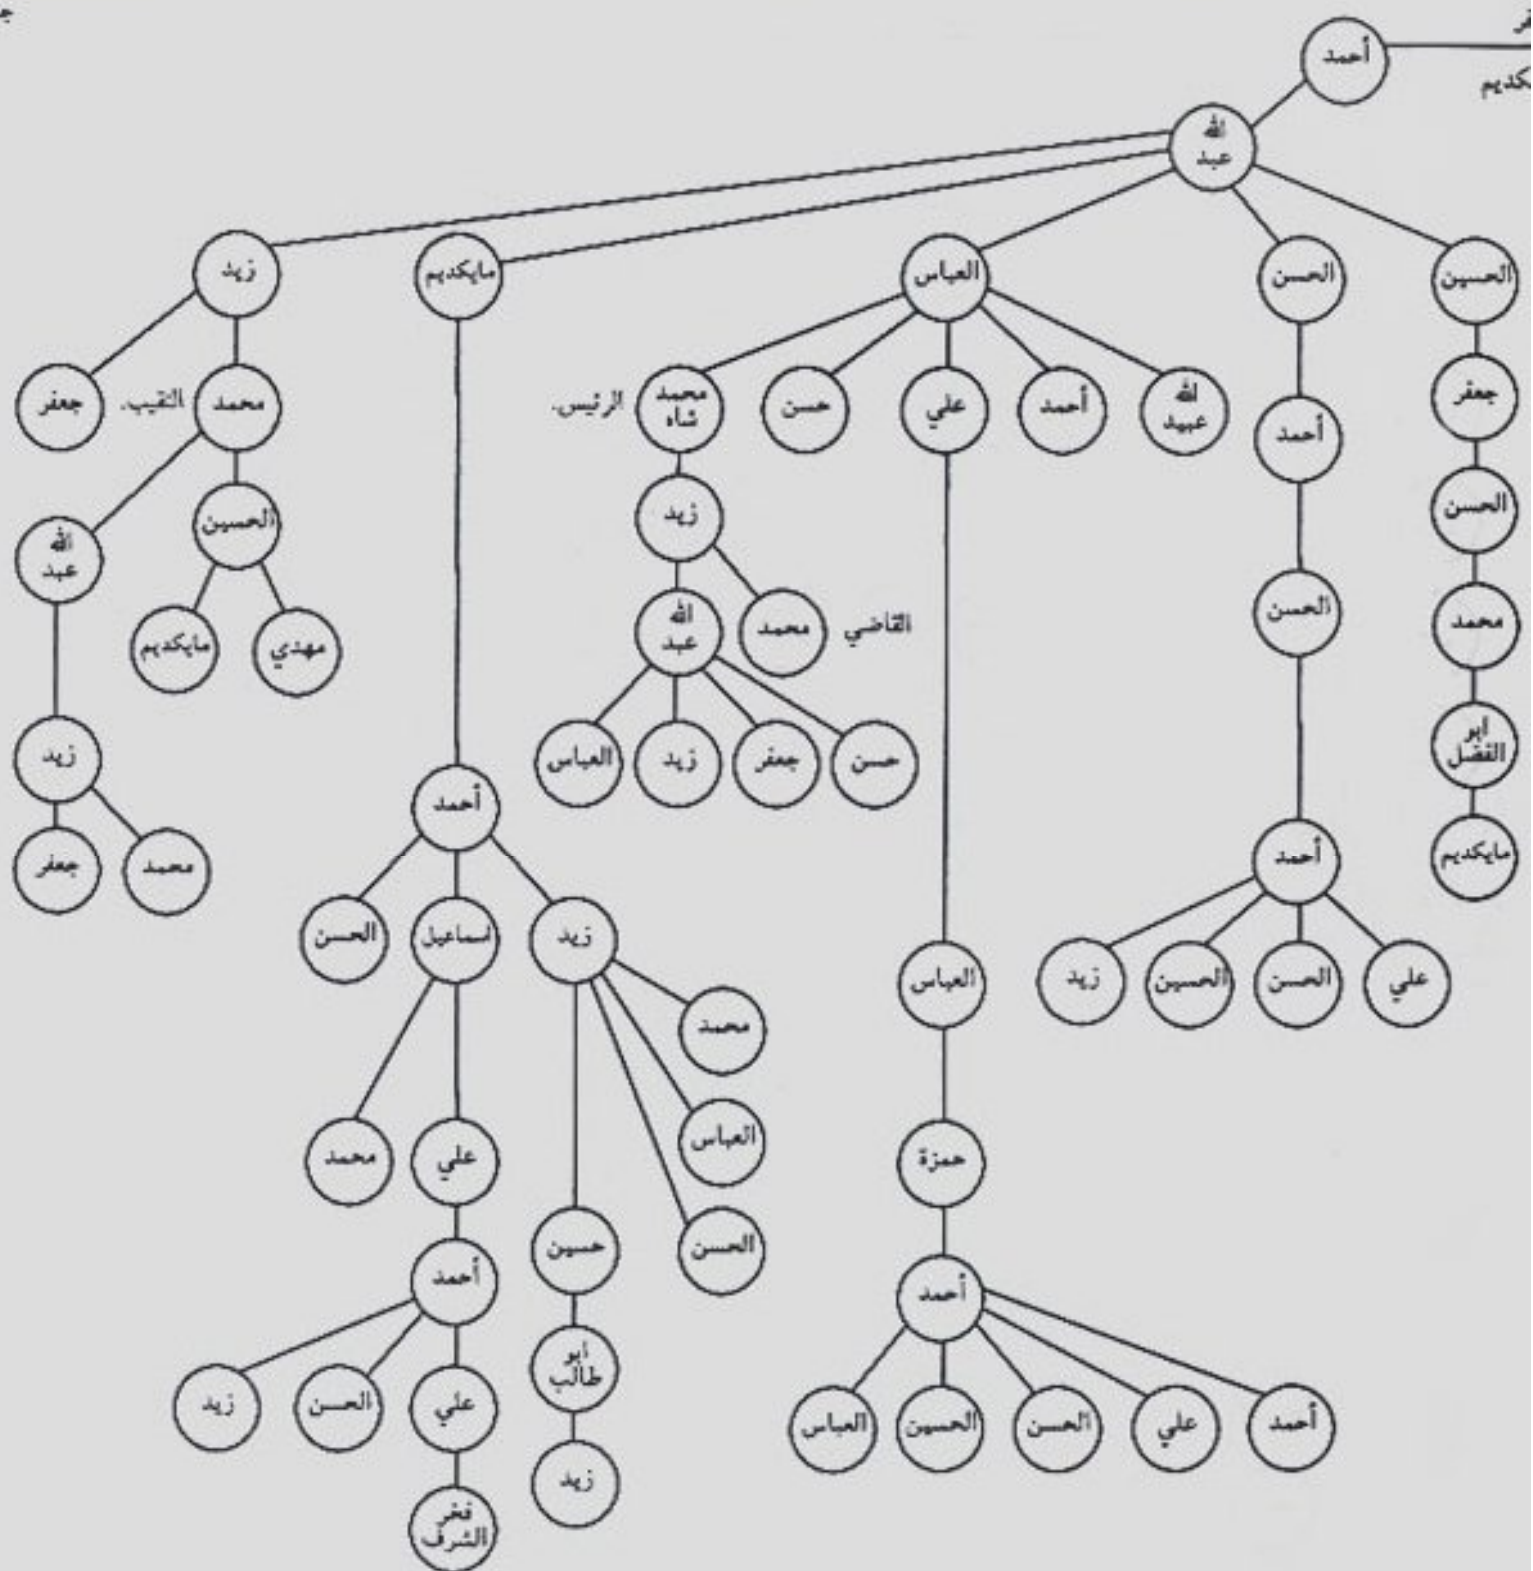 أحمد
الله
عبد
الحسين
الحسن
العباس
مايكديم
زيد
جعفر
أحمد
الله
عبيد
أحمد
علي
حسن
محمد
شاه
الرئيس.
محمد
النقيب.
جعفر
الحسن
زيد
الحسين
الله
عبد
محمد
الحسن
القاضي
محمد
الله
عبد
مهدي
مايكديم
ابو
الفضل
حسن
جعفر
زيد
العباس
زيد
مايكديم
أحمد
أحمد
محمد
جعفر
علي
الحسن
الحسين
زيد
العباس
زيد
اسماعيل
الحسن
محمد
العباس
الحسن
حمزة
علي
محمد
حسين
أحمد
أحمد
ابو
طالب
أحمد
علي
الحسن
الحسين
العباس
علي
الحسن
زيد
زيد
فخر
الشرف